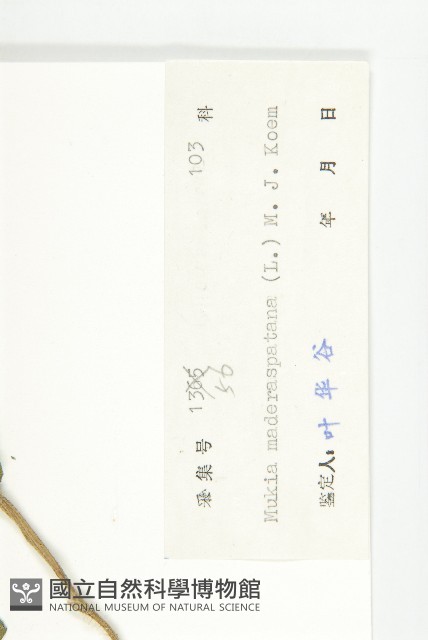 采集号 1365 56 103 科
Mukia maderaspatana (L.) M. J. Koem
鉴定人: 叶华谷 年 月 日
國立自然科學博物館
NATIONAL MUSEUM OF NATURAL SCIENCE